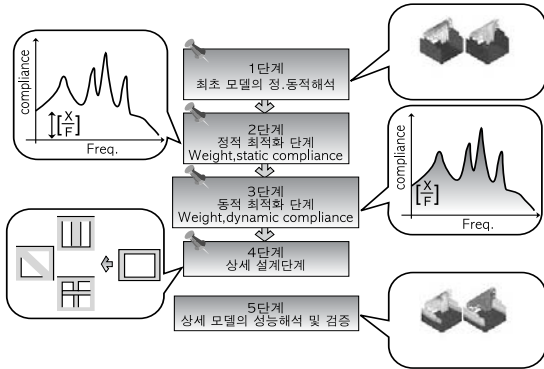 compliance
[X/F]
Freq.
1단계
최초 모델의 정.동적해석
2단계
정적 최적화 단계
Weight,static compliance
3단계
동적 최적화 단계
Weight,dynamic compliance
compliance
[X/F]
Freq.
4단계
상세 설계단계
5단계
상세 모델의 성능해석 및 검증